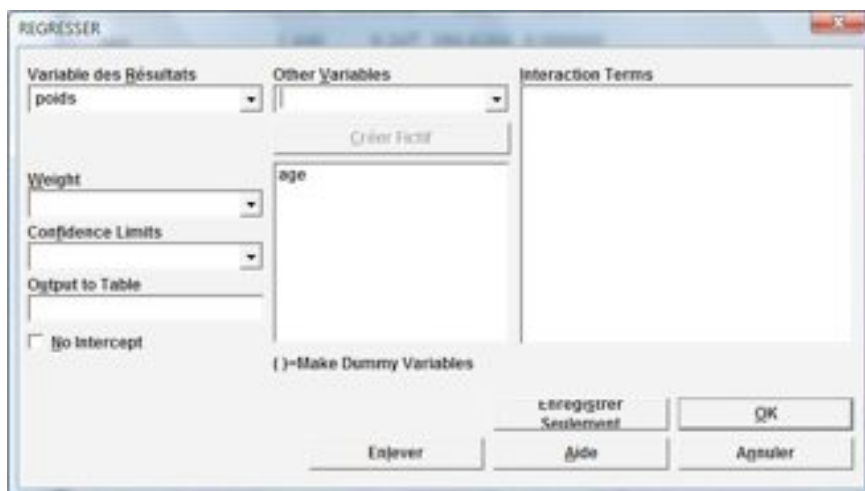 REGRESSER
Variable des Résultats
poids
Other Variables
Créer Fictif
age
Interaction Terms
Weight
Confidence Limits
Output to Table
No Intercept
( )=Make Dummy Variables
Enregistrer
Seulement
OK
Enlever
Aide
Annuler